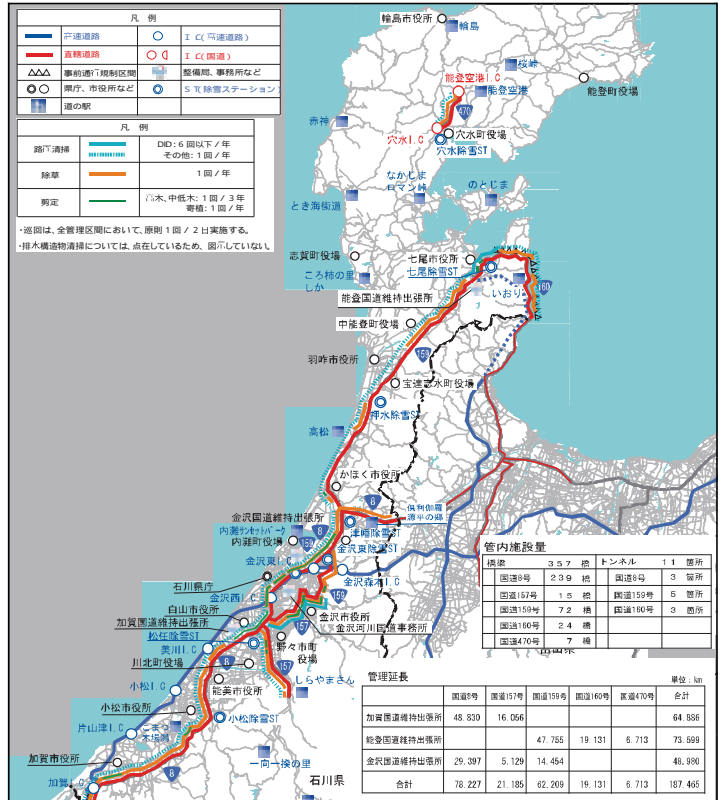 凡 例
高速道路
ＩＣ(高速道路)
直轄道路
ＩＣ(国道)
事前通行規制区間
整備局、事務所など
県庁、市役所など
ST(除雪ステーション)
道の駅
凡 例
路面清掃
DID:６回以下／年
その他:１回／年
除草
１回／年
剪定
高木、中低木:１回／３年
寄植:１回／年
・巡回は、全管理区間において、原則１回／２日実施する。
・排水構造物清掃については、点在しているため、図示していない。
輪島市役所
輪島
桜峠
能登空港I.C
能登空港
能登町役場
470
赤神
穴水I.C
穴水町役場
穴水除雪ST
なかじま
ロマン峠
のとじま
とき海街道
志賀町役場
七尾市役所
七尾除雪ST
ころ柿の里
しか
いおり
160
能登国道維持出張所
中能登町役場
羽咋市役所
159
宝達志水町役場
押水除雪ST
高松
かほく市役所
8
倶利伽羅
源平の郷
金沢国道維持出張所
内灘サンセットパーク
内灘町役場
8
159
津幡除雪ST
金沢東除雪ST
金沢東I.C
金沢森本I.C
石川県庁
金沢西I.C
159
白山市役所
金沢市役所
加賀国道維持出張所
157
金沢河川国道事務所
松任除雪ST
美川I.C
野々市町
役場
川北町役場
8
157
しらやまさん
小松I.C
能美市役所
小松市役所
小松除雪ST
こまつ
木場潟
片山津I.C
加賀市役所
一向一揆の里
8
加賀I.C
石川県
管内施設量
橋梁 ３５７ 橋 トンネル １１ 箇所
国道8号 ２３９ 橋 国道8号 ３ 箇所
国道157号 １５ 橋 国道159号 ５ 箇所
国道159号 ７２ 橋 国道160号 ３ 箇所
国道160号 ２４ 橋
国道470号 ７ 橋
管理延長
単位：km
国道8号 国道157号 国道159号 国道160号 国道470号 合計
加賀国道維持出張所 48.830 16.056 64.886
能登国道維持出張所 47.755 19.131 6.713 73.599
金沢国道維持出張所 29.397 5.129 14.454 48.980
合計 78.227 21.185 62.209 19.131 6.713 187.465